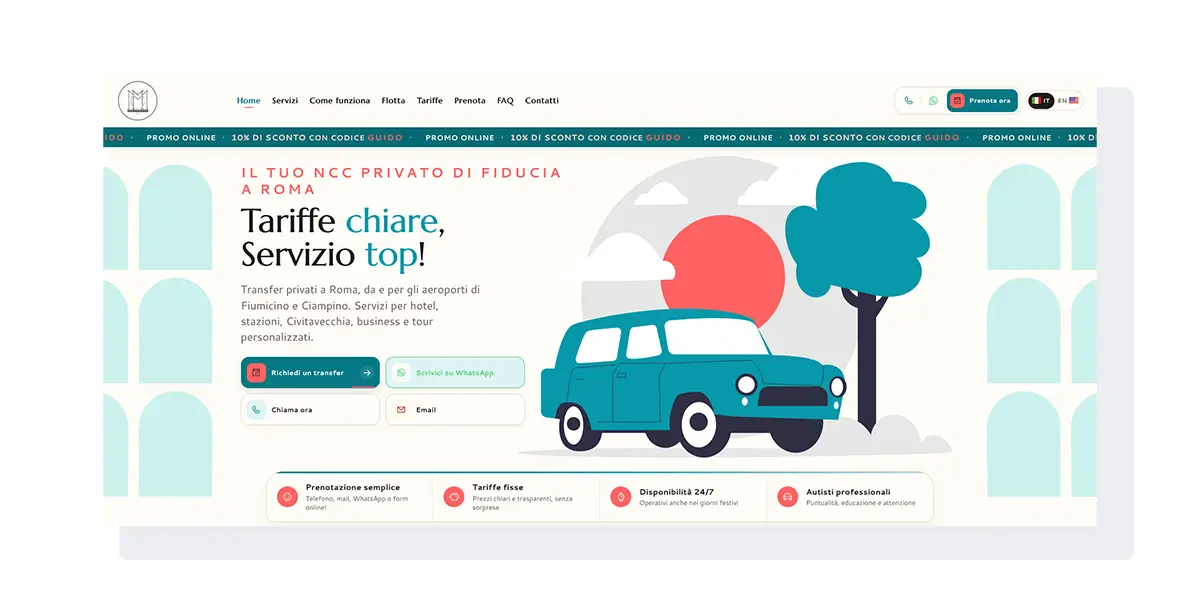 Home Servizi Come funziona Flotta Tariffe Prenota FAQ Contatti
Prenota ora
IT EN
IDO · PROMO ONLINE · 10% DI SCONTO CON CODICE GUIDO · PROMO ONLINE · 10% DI SCONTO CON CODICE GUIDO · PROMO ONLINE · 10% DI SCONTO CON CODICE GUIDO · PROMO ONLINE · 10% D
IL TUO NCC PRIVATO DI FIDUCIA
A ROMA
Tariffe chiare,
Servizio top!
Transfer privati a Roma, da e per gli aeroporti di
Fiumicino e Ciampino. Servizi per hotel,
stazioni, Civitavecchia, business e tour
personalizzati.
Richiedi un transfer
Scrivici su WhatsApp
Chiama ora
Email
Prenotazione semplice
Telefono, mail, WhatsApp o form
online!
Tariffe fisse
Prezzi chiari e trasparenti, senza
sorprese
Disponibilità 24/7
Operativi anche nei giorni festivi
Autisti professionali
Puntualità, educazione e attenzione